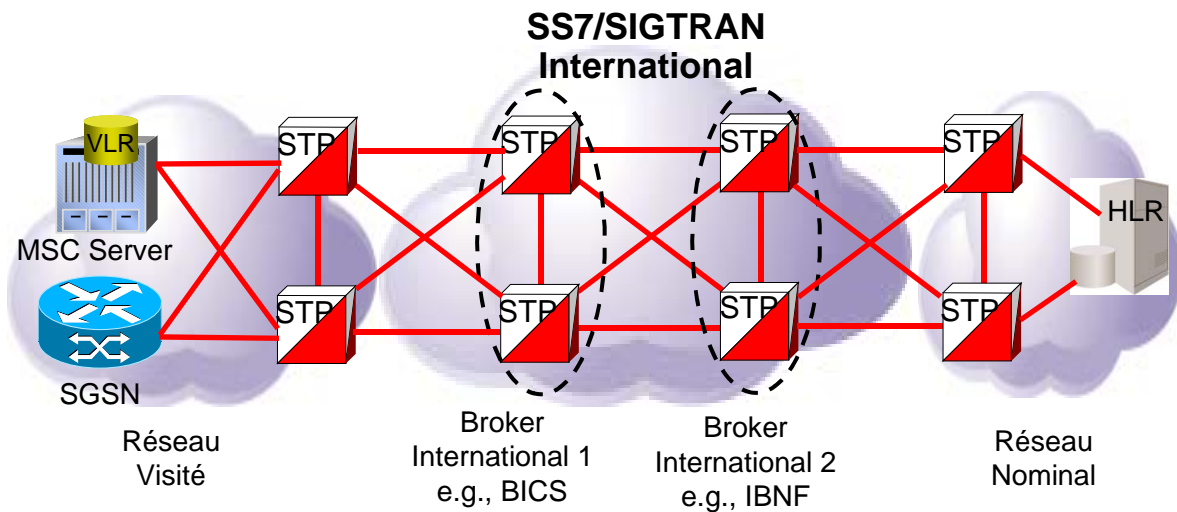 SS7/SIGTRAN
International
VLR
STP
STP
STP
STP
HLR
MSC Server
STP
STP
STP
STP
SGSN
Réseau
Visité
Broker
International 1
e.g., BICS
Broker
International 2
e.g., IBNF
Réseau
Nominal